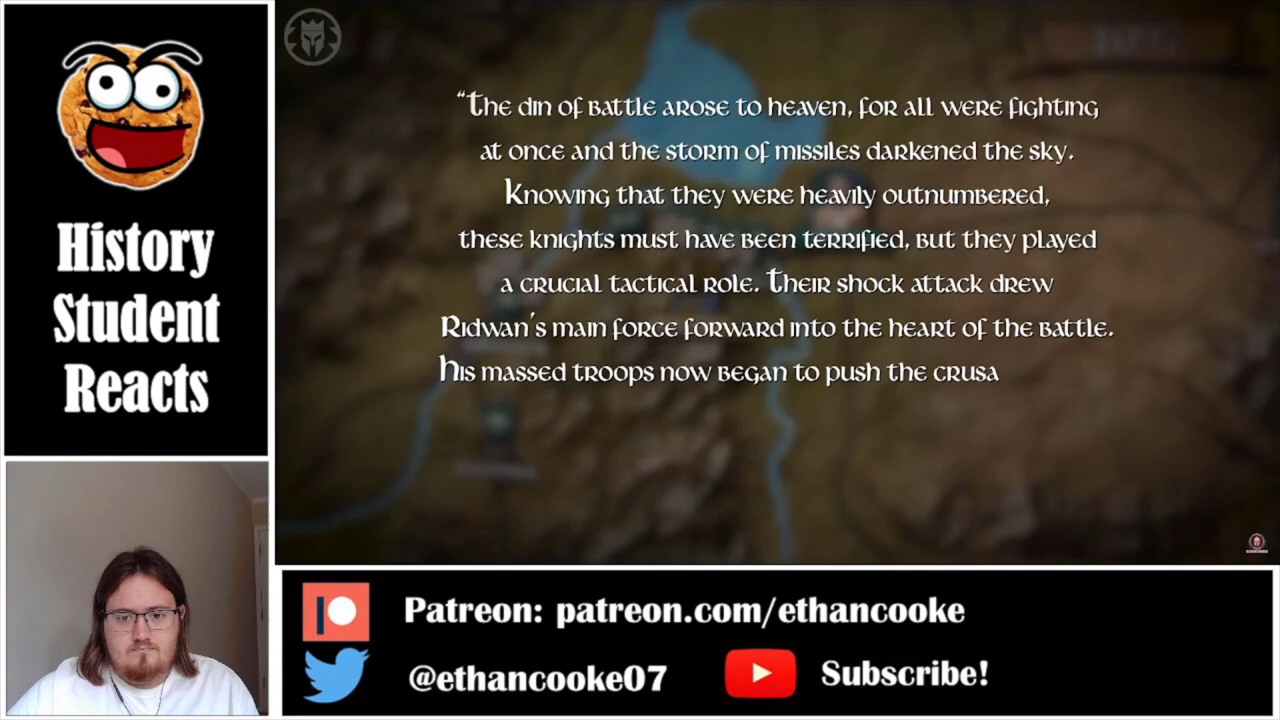 History
Student
Reacts
“The din of battle arose to heaven, for all were fighting
at once and the storm of missiles darkened the sky.
Knowing that they were heavily outnumbered,
these knights must have been terrified, but they played
a crucial tactical role. Their shock attack drew
Ridwan's main force forward into the heart of the battle.
His massed troops now began to push the crusa
Patreon: patreon.com/ethancooke
@ethancooke07
Subscribe!